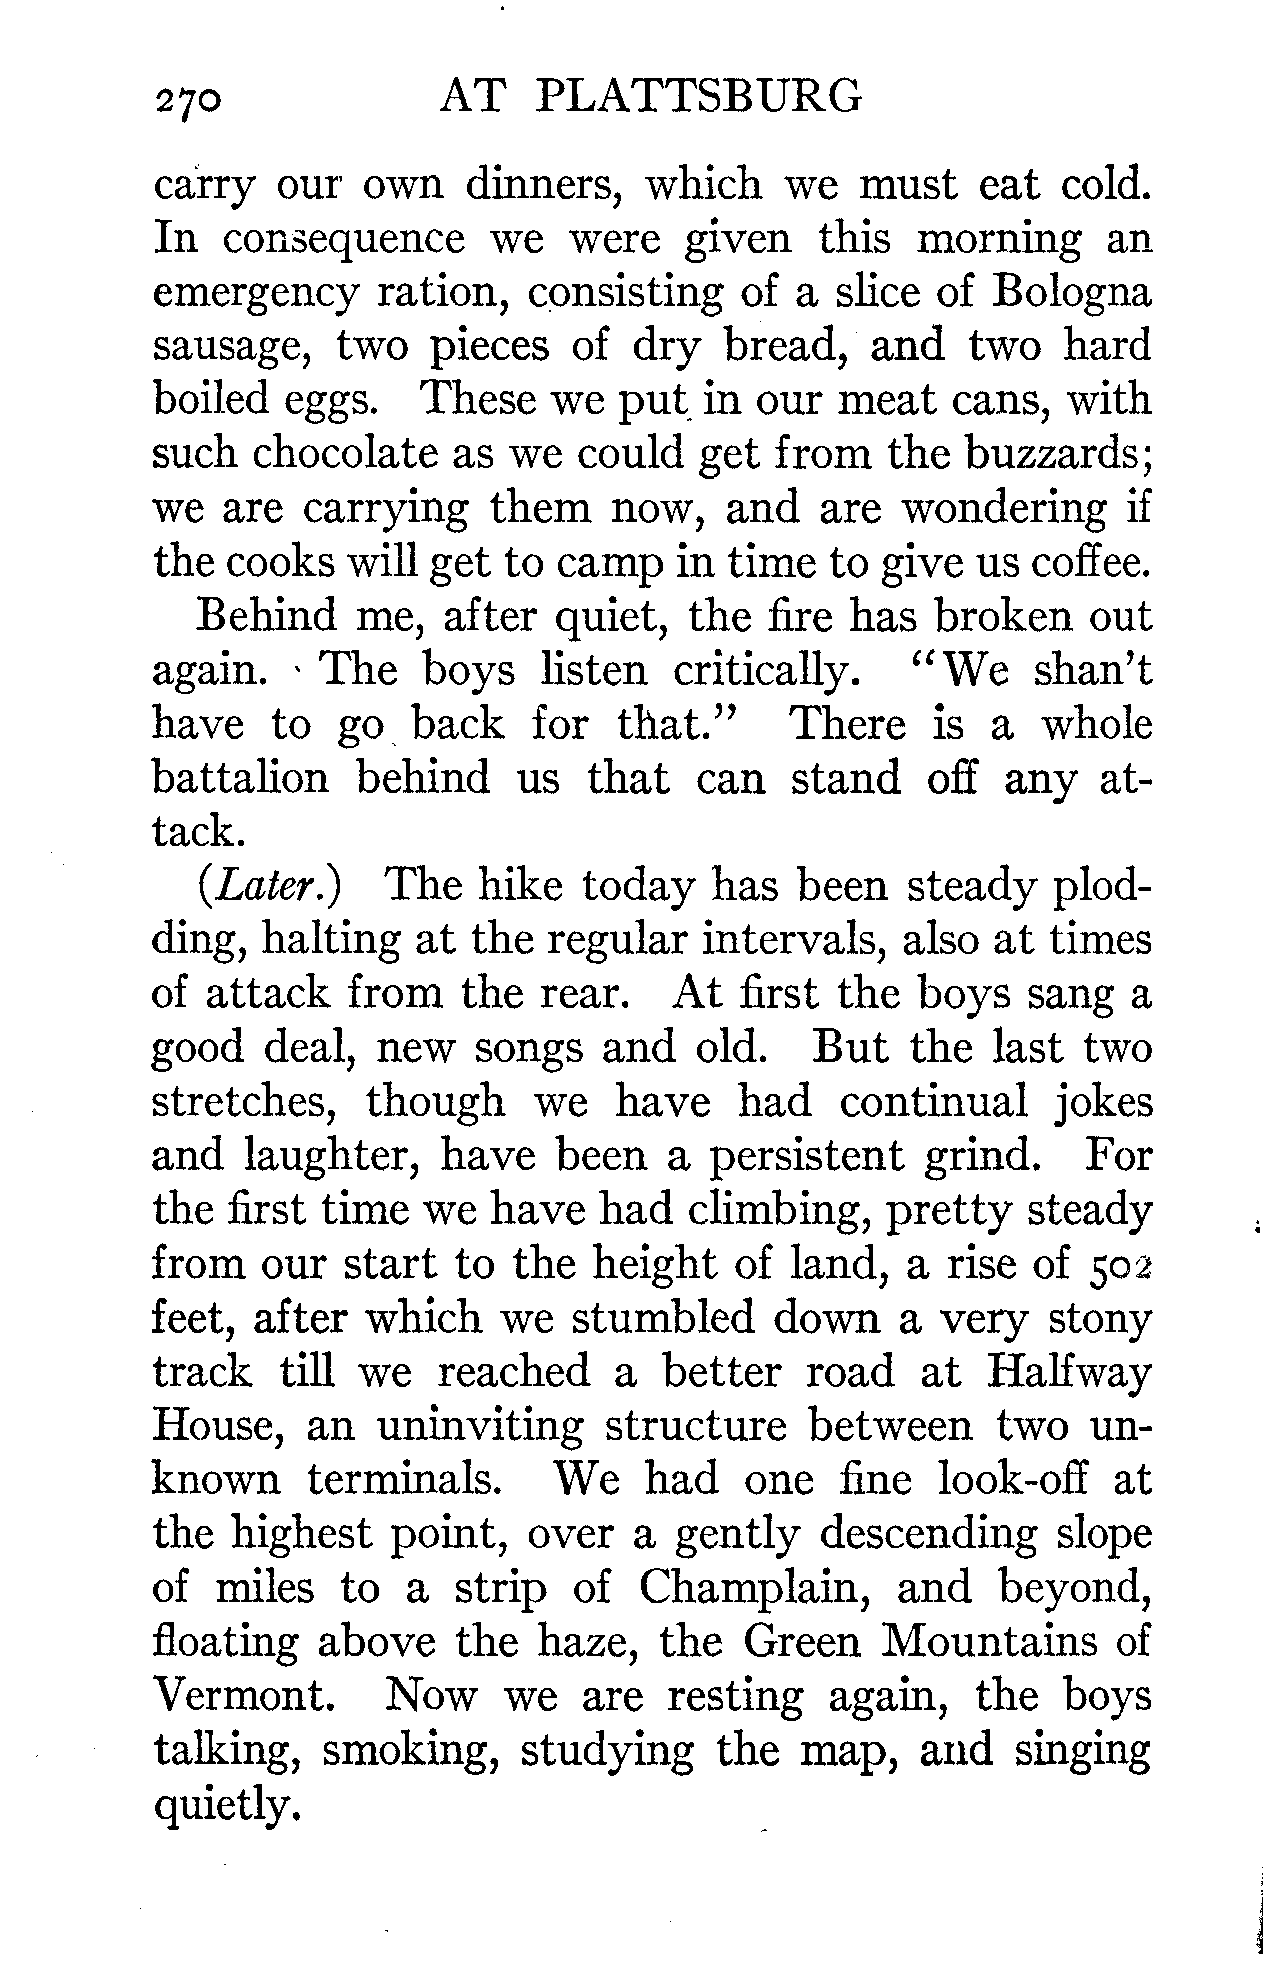 270 AT PLATTSBURG
carry our own dinners, which we must eat cold.
In consequence we were given this morning an
emergency ration, consisting of a slice of Bologna
sausage, two pieces of dry bread, and two hard
boiled eggs. These we put in our meat cans, with
such chocolate as we could get from the buzzards;
we are carrying them now, and are wondering if
the cooks will get to camp in time to give us coffee.
Behind me, after quiet, the fire has broken out
again. The boys listen critically. "We shan't
have to go back for that." There is a whole
battalion behind us that can stand off any at-
tack.
(Later.) The hike today has been steady plod-
ding, halting at the regular intervals, also at times
of attack from the rear. At first the boys sang a
good deal, new songs and old. But the last two
stretches, though we have had continual jokes
and laughter, have been a persistent grind. For
the first time we have had climbing, pretty steady
from our start to the height of land, a rise of 502
feet, after which we stumbled down a very stony
track till we reached a better road at Halfway
House, an uninviting structure between two un-
known terminals. We had one fine look-off at
the highest point, over a gently descending slope
of miles to a strip of Champlain, and beyond,
floating above the haze, the Green Mountains of
Vermont. Now we are resting again, the boys
talking, smoking, studying the map, and singing
quietly.